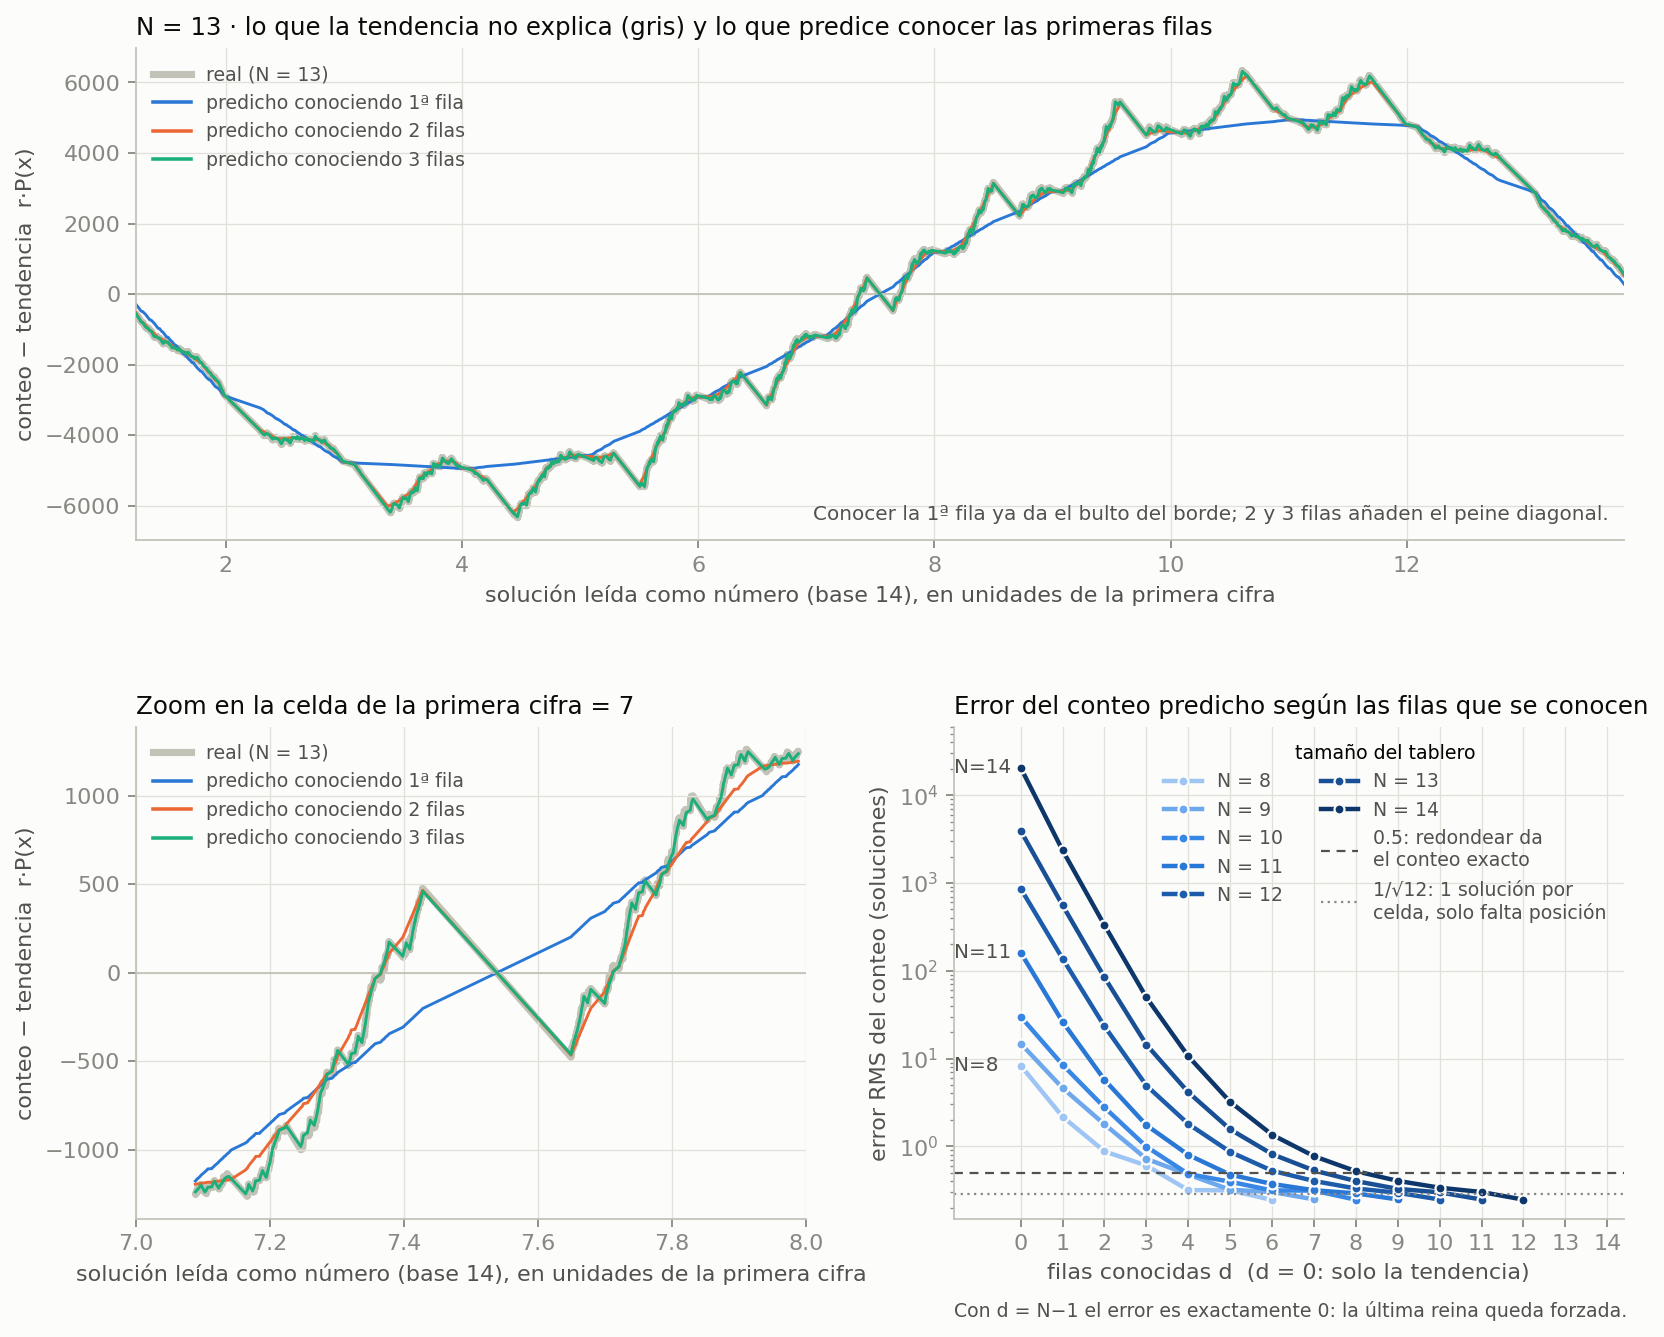 N = 13 · lo que la tendencia no explica (gris) y lo que predice conocer las primeras filas
real (N = 13)
predicho conociendo 1ª fila
predicho conociendo 2 filas
predicho conociendo 3 filas
conteo − tendencia r·P(x)
6000
4000
2000
0
−2000
−4000
−6000
Conocer la 1ª fila ya da el bulto del borde; 2 y 3 filas añaden el peine diagonal.
2
4
6
8
10
12
solución leída como número (base 14), en unidades de la primera cifra
Zoom en la celda de la primera cifra = 7
real (N = 13)
predicho conociendo 1ª fila
predicho conociendo 2 filas
predicho conociendo 3 filas
conteo − tendencia r·P(x)
1000
500
0
−500
−1000
7.0
7.2
7.4
7.6
7.8
8.0
solución leída como número (base 14), en unidades de la primera cifra
Error del conteo predicho según las filas que se conocen
tamaño del tablero
N = 8
N = 9
N = 10
N = 11
N = 12
N = 13
N = 14
0.5: redondear da
el conteo exacto
1/√12: 1 solución por
celda, solo falta posición
N=14
N=11
N=8
error RMS del conteo (soluciones)
10⁴
10³
10²
10¹
10⁰
0
1
2
3
4
5
6
7
8
9
10
11
12
13
14
filas conocidas d (d = 0: solo la tendencia)
Con d = N−1 el error es exactamente 0: la última reina queda forzada.